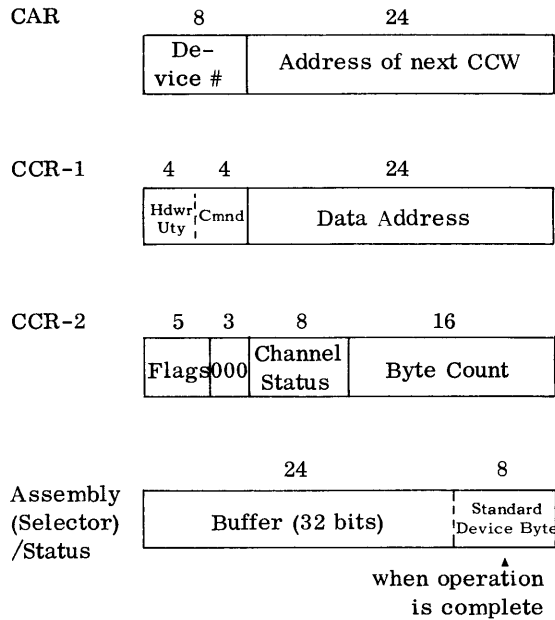 CAR
8 24
De-
vice #
Address of next CCW
CCR-1
4 4 24
Hdwr
Uty
Cmnd
Data Address
CCR-2
5 3 8 16
Flags
000
Channel
Status
Byte Count
24 8
Assembly
(Selector)
/Status
Buffer (32 bits)
Standard
Device Byte
when operation
is complete